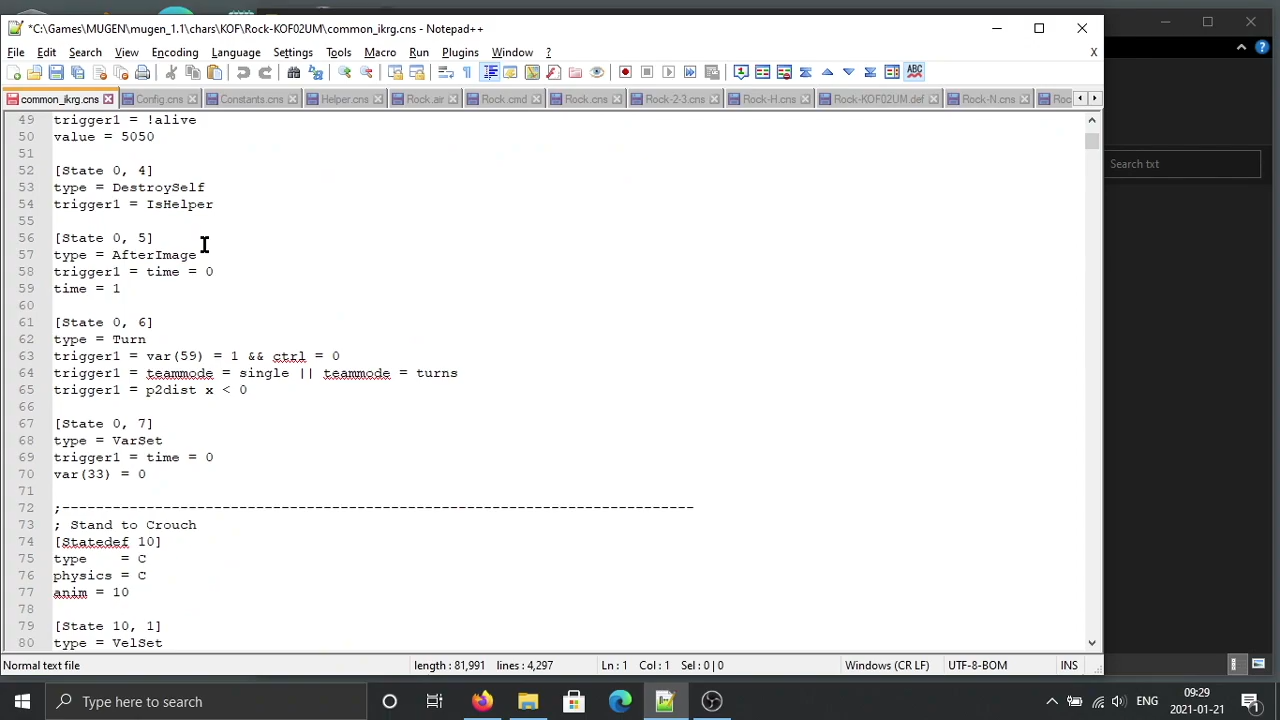 *C:\Games\MUGEN\mugen_1.1\chars\KOF\Rock-KOF02UM\common_ikrg.cns - Notepad++
File Edit Search View Encoding Language Settings Tools Macro Run Plugins Window ? X
common_ikrg.cns Config.cns Constants.cns Helper.cns Rock.air Rock.cmd Rock.cns Rock-2-3.cns Rock-H.cns Rock-KOF02UM.def Rock-N.cns Roc
Search txt
49 trigger1 = !alive
50 value = 5050
51
52 [State 0, 4]
53 type = DestroySelf
54 trigger1 = IsHelper
55
56 [State 0, 5]
57 type = AfterImage
58 trigger1 = time = 0
59 time = 1
60
61 [State 0, 6]
62 type = Turn
63 trigger1 = var(59) = 1 && ctrl = 0
64 trigger1 = teammode = single || teammode = turns
65 trigger1 = p2dist x < 0
66
67 [State 0, 7]
68 type = VarSet
69 trigger1 = time = 0
70 var(33) = 0
71
72 ;---------------------------------------------------------------------------
73 ; Stand to Crouch
74 [Statedef 10]
75 type    = C
76 physics = C
77 anim = 10
78
79 [State 10, 1]
80 type = VelSet
Normal text file length : 81,991 lines : 4,297 Ln : 1 Col : 1 Sel : 0 | 0 Windows (CR LF) UTF-8-BOM INS
Type here to search
ENG
09:29
2021-01-21